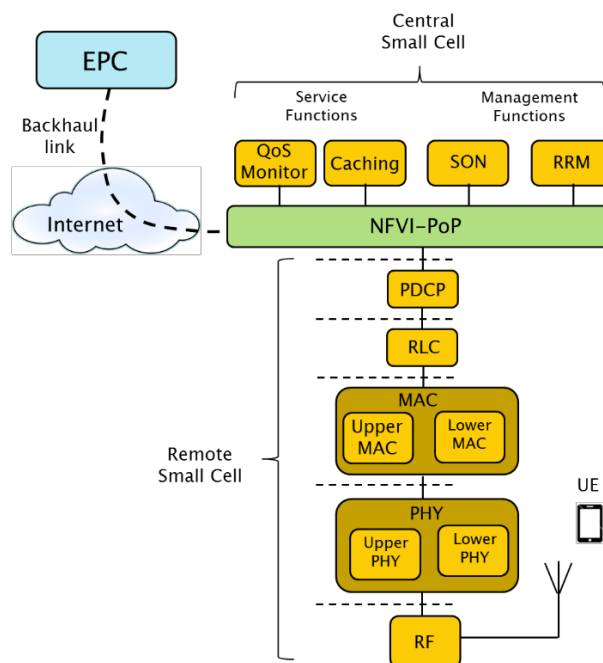 Central
Small Cell
EPC
Service
Functions
Management
Functions
Backhaul
link
QoS
Monitor
Caching
SON
RRM
Internet
NFVI-PoP
PDCP
RLC
MAC
Upper
MAC
Lower
MAC
Remote
Small Cell
UE
PHY
Upper
PHY
Lower
PHY
RF